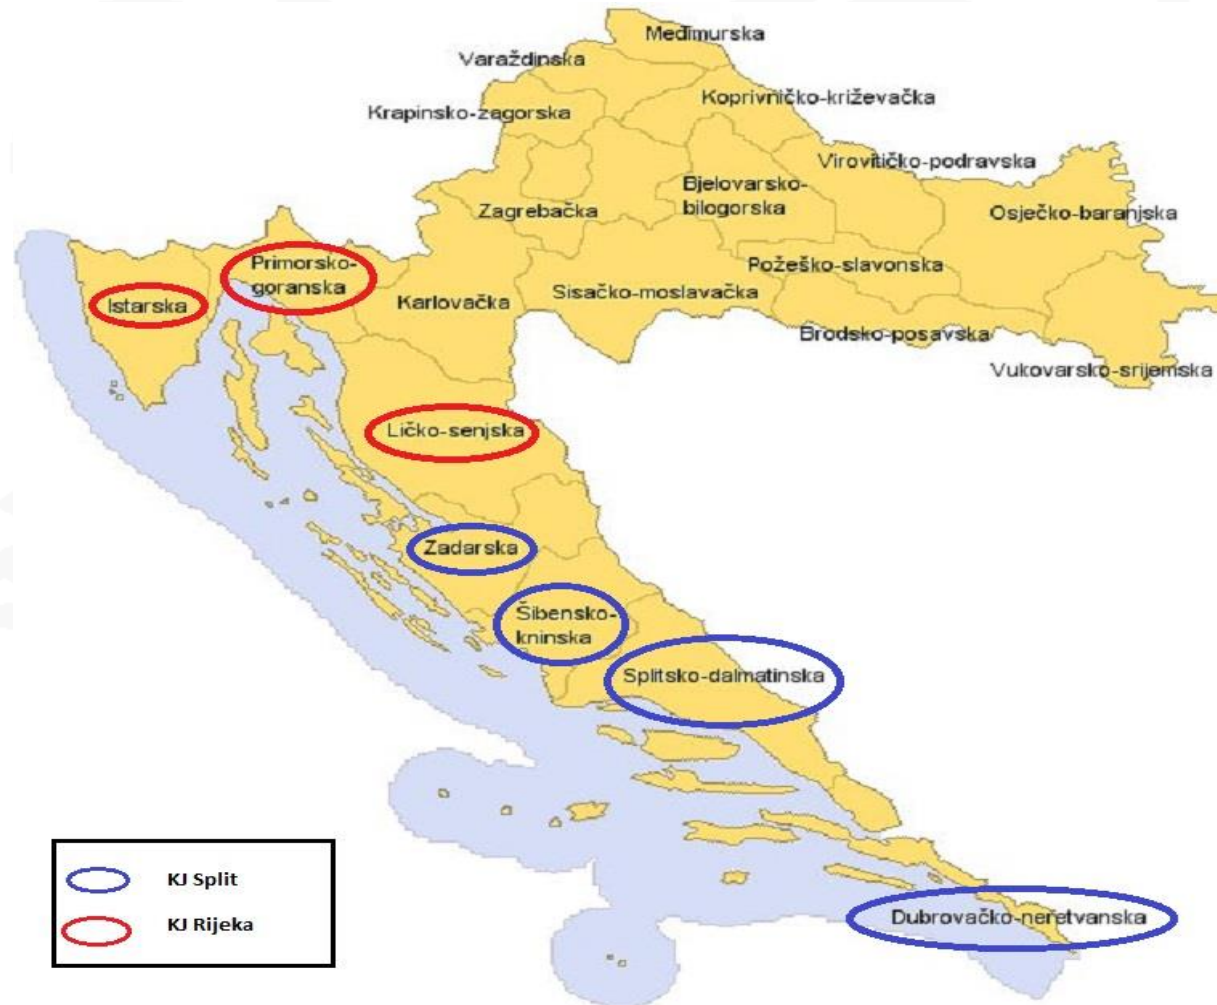 Međimurska
Varaždinska
Koprivničko-križevačka
Krapinsko-zagorska
Virovitičko-podravska
Bjelovarsko-
bilogorska
Zagrebačka
Osječko-baranjska
Primorsko-
goranska
Požeško-slavonska
Istarska
Karlovačka
Sisačko-moslavačka
Brodsko-posavska
Vukovarsko-srijemska
Ličko-senjska
Zadarska
Šibensko-
kninska
Splitsko-dalmatinska
Dubrovačko-neretvanska
KJ Split
KJ Rijeka